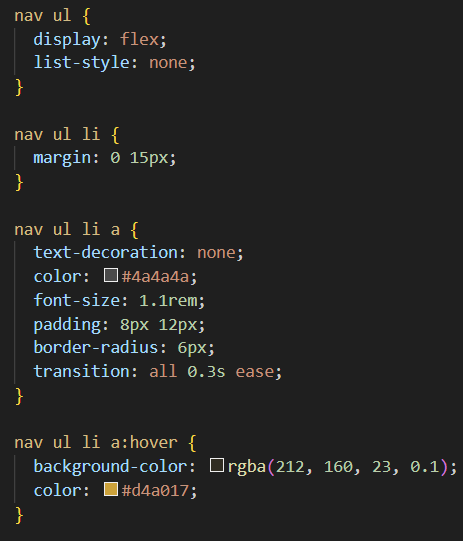 nav ul {
  display: flex;
  list-style: none;
}

nav ul li {
  margin: 0 15px;
}

nav ul li a {
  text-decoration: none;
  color: #4a4a4a;
  font-size: 1.1rem;
  padding: 8px 12px;
  border-radius: 6px;
  transition: all 0.3s ease;
}

nav ul li a:hover {
  background-color: rgba(212, 160, 23, 0.1);
  color: #d4a017;
}